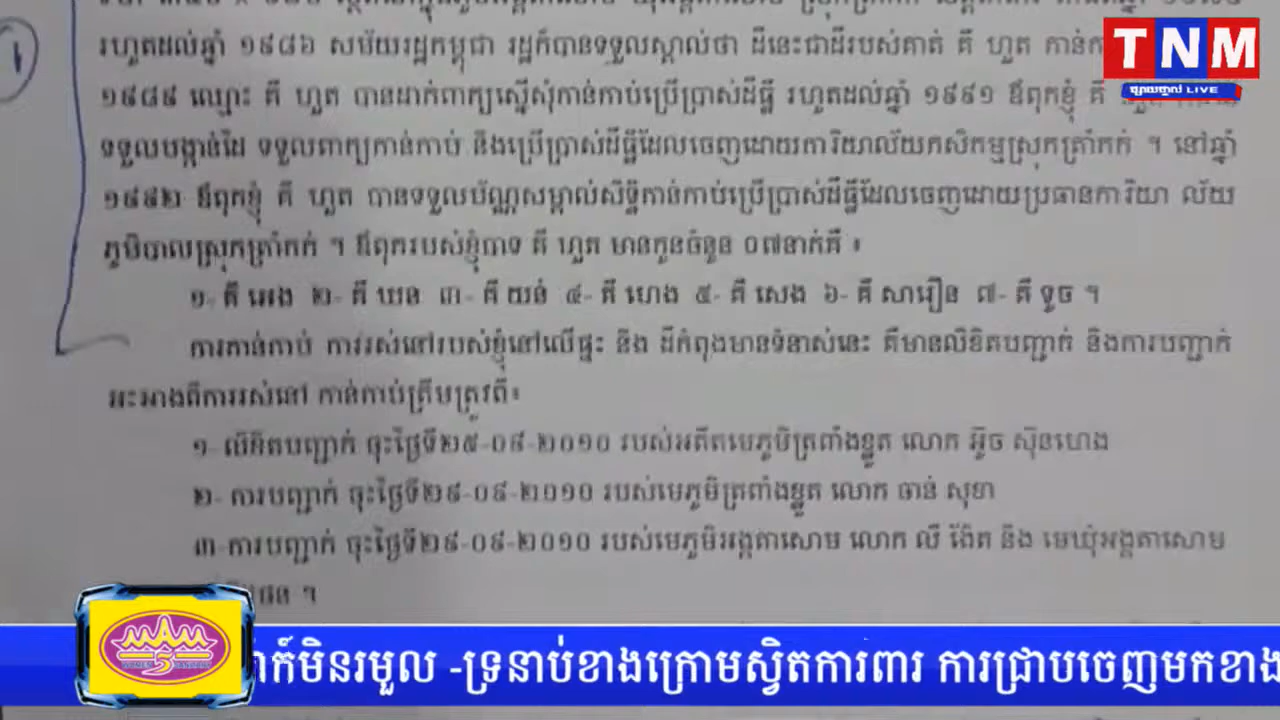 រហូតដល់ឆ្នាំ ១៩៨៦ សម័យរដ្ឋកម្ពុជា រដ្ឋក៏បានទទួលស្គាល់ថា ដីនេះជាដីរបស់គាត់ គី ហួត កាន់
TNM
ផ្សាយផ្ទាល់ LIVE
១៩៨៩ ឈ្មោះ គី ហួត បានដាក់ ស្នើសុំកាន់កាប់ប្រើប្រាស់ដីធ្លី រហូតដល់ឆ្នាំ ១៩៩១ ឪពុកខ្ញុំ គី
ទទួលបង្កាន់ដៃ ទទួលពាក្យកាន់កាប់ និងប្រើប្រាស់ដីធ្លីដែលចេញដោយការិយាល័យកសិកម្មស្រុកត្រាំកក់ ។ នៅឆ្នាំ
១៩៩២ ឪពុកខ្ញុំ គី ហួត បានទទួលប័ណ្ណសម្គាល់សិទ្ធិកាន់កាប់ប្រើប្រាស់ដីធ្លីដែលចេញដោយប្រធានការិយា ល័យ
ភូមិបាលស្រុកត្រាំកក់ ។ ឪពុករបស់ខ្ញុំបាទ គី ហួត មានកូនចំនួន ០៧នាក់គឺ ៖
១- គី អេង ២- គី ឃន ៣- គី យន់ ៤- គី ហេង ៥- គី សេង ៦- គី សារឿន ៧- គី ទូច ។
ការកាន់កាប់ ការរស់នៅរបស់ខ្ញុំនៅលើផ្ទះ និង ដីកំពុងមានទំនាស់នេះ គឺមានលិខិតបញ្ជាក់ និងការបញ្ជាក់
អះអាងពីការរស់នៅ កាន់កាប់ត្រឹមត្រូវពី៖
១- លិខិតបញ្ជាក់ ចុះថ្ងៃទី២៥-០៩-២០១០ របស់អតីតមេភូមិត្រពាំងខ្នូត លោក អ៊ូច ស៊ុនហេង
២- ការបញ្ជាក់ ចុះថ្ងៃទី២៩-០៩-២០១០ របស់មេភូមិត្រពាំងខ្នូត លោក ចាន់ សុខា
៣-ការបញ្ជាក់ ចុះថ្ងៃទី២៩-០៩-២០១០ របស់មេភូមិអង្គតាសោម លោក លី ង៉ែត និង មេឃុំអង្គតាសោម
MAM 5
ាក៍មិនរមួល -ទ្រនាប់ខាងក្រោមស្វិតការពារ ការជ្រាបចេញមកខាង